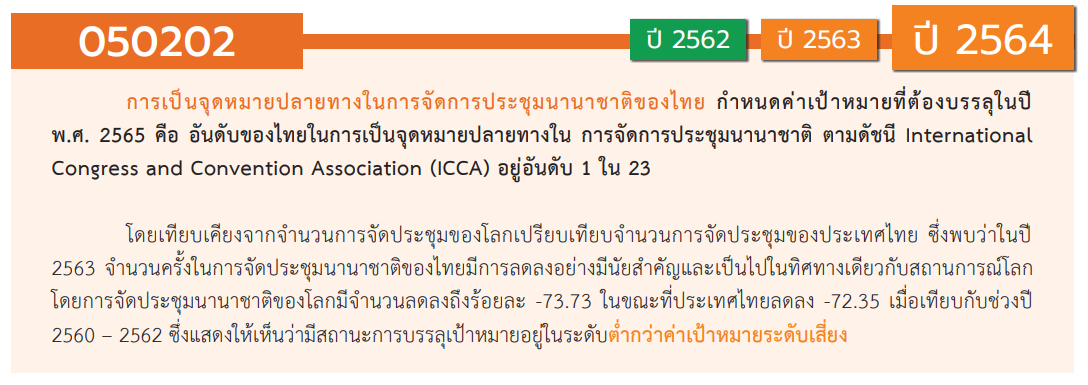 050202
ปี 2562
ปี 2563
ปี 2564
การเป็นจุดหมายปลายทางในการจัดการประชุมนานาชาติของไทย กำหนดค่าเป้าหมายที่ต้องบรรลุในปี
พ.ศ. 2565 คือ อันดับของไทยในการเป็นจุดหมายปลายทางใน การจัดการประชุมนานาชาติ ตามดัชนี International
Congress and Convention Association (ICCA) อยู่อันดับ 1 ใน 23
โดยเทียบเคียงจากจำนวนการจัดประชุมของโลกเปรียบเทียบจำนวนการจัดประชุมของประเทศไทย ซึ่งพบว่าในปี
2563 จำนวนครั้งในการจัดประชุมนานาชาติของไทยมีการลดลงอย่างมีนัยสำคัญและเป็นไปในทิศทางเดียวกับสถานการณ์โลก
โดยการจัดประชุมนานาชาติของโลกมีจำนวนลดลงถึงร้อยละ -73.73 ในขณะที่ประเทศไทยลดลง -72.35 เมื่อเทียบกับช่วงปี
2560 – 2562 ซึ่งแสดงให้เห็นว่ามีสถานะการบรรลุเป้าหมายอยู่ในระดับต่ำกว่าค่าเป้าหมายระดับเสี่ยง